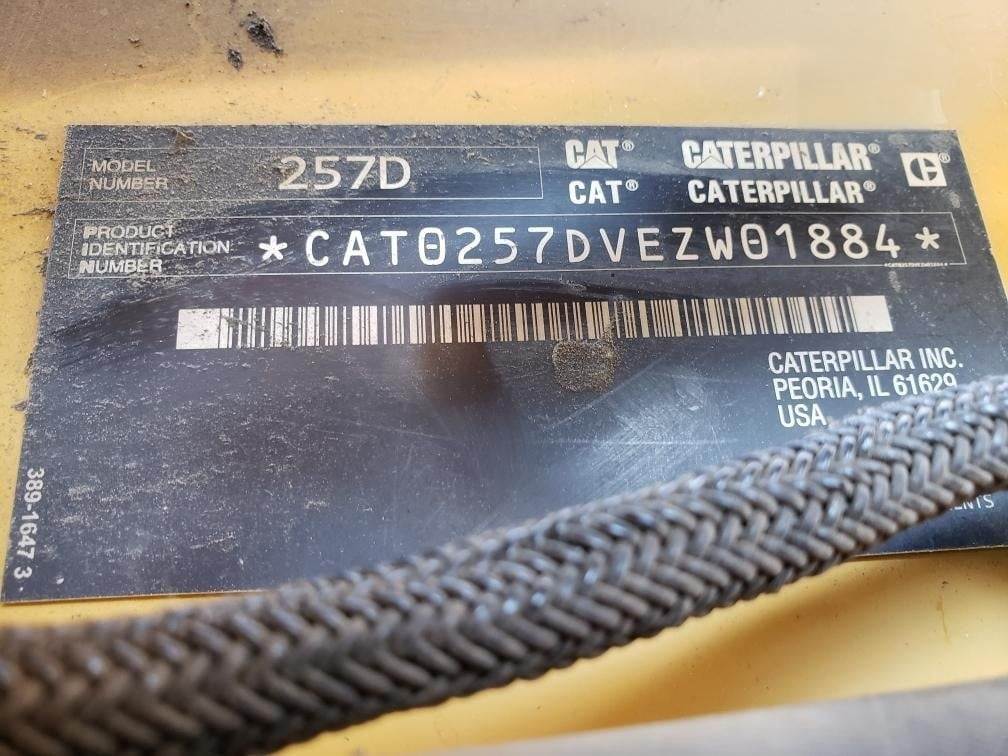 MODEL
NUMBER
257D
CAT® CATERPILLAR®
CAT® CATERPILLAR®
PRODUCT
IDENTIFICATION
NUMBER
*CAT0257DVEZW01884*
CATERPILLAR INC.
PEORIA, IL 61629
USA
389-1647 3